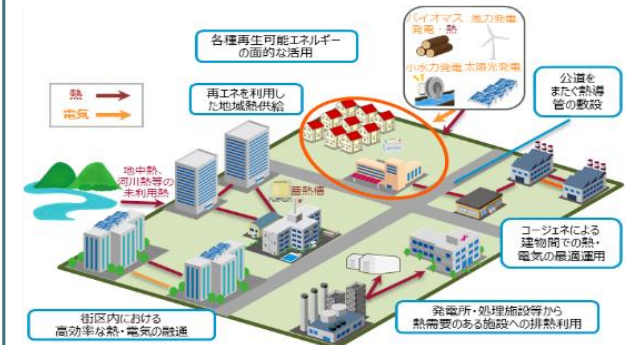 各種再生可能エネルギー
の面的な活用
バイオマス
発電・熱
風力発電
小水力発電
太陽光発電
再エネを利用し
た地域熱供給
公道を
またぐ熱導
管の敷設
熱
電気
地中熱、
河川熱等の
未利用熱
蓄熱槽
コージェネによる
建物間での熱・
電気の最適運用
街区内における
高効率な熱・電気の融通
発電所・処理施設等から
熱需要のある施設への排熱利用